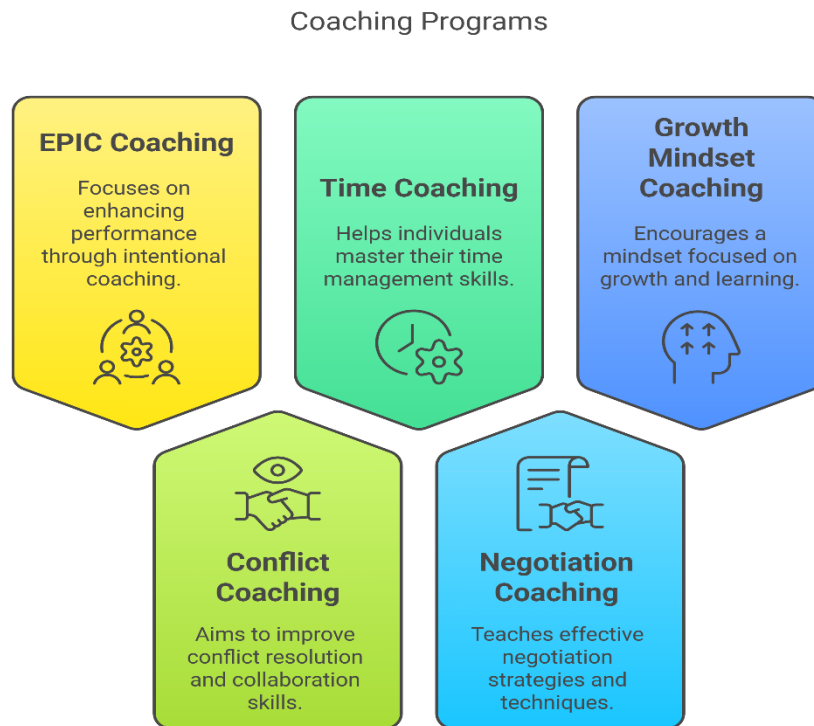 Coaching Programs
EPIC Coaching
Focuses on
enhancing
performance
through intentional
coaching.
Time Coaching
Helps individuals
master their time
management skills.
Growth
Mindset
Coaching
Encourages a
mindset focused on
growth and learning.
Conflict
Coaching
Aims to improve
conflict resolution
and collaboration
skills.
Negotiation
Coaching
Teaches effective
negotiation
strategies and
techniques.